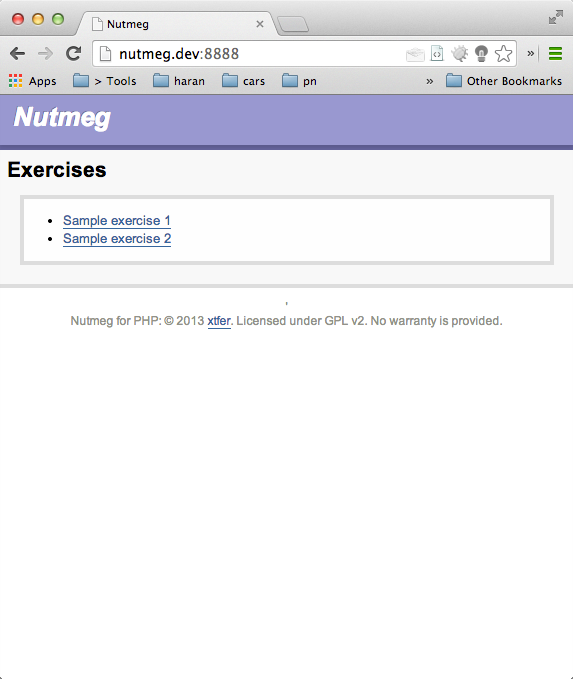 Nutmeg
nutmeg.dev:8888
»
Apps > Tools haran cars pn » Other Bookmarks
Nutmeg
Exercises
• Sample exercise 1
• Sample exercise 2
,
Nutmeg for PHP: © 2013 xtfer. Licensed under GPL v2. No warranty is provided.